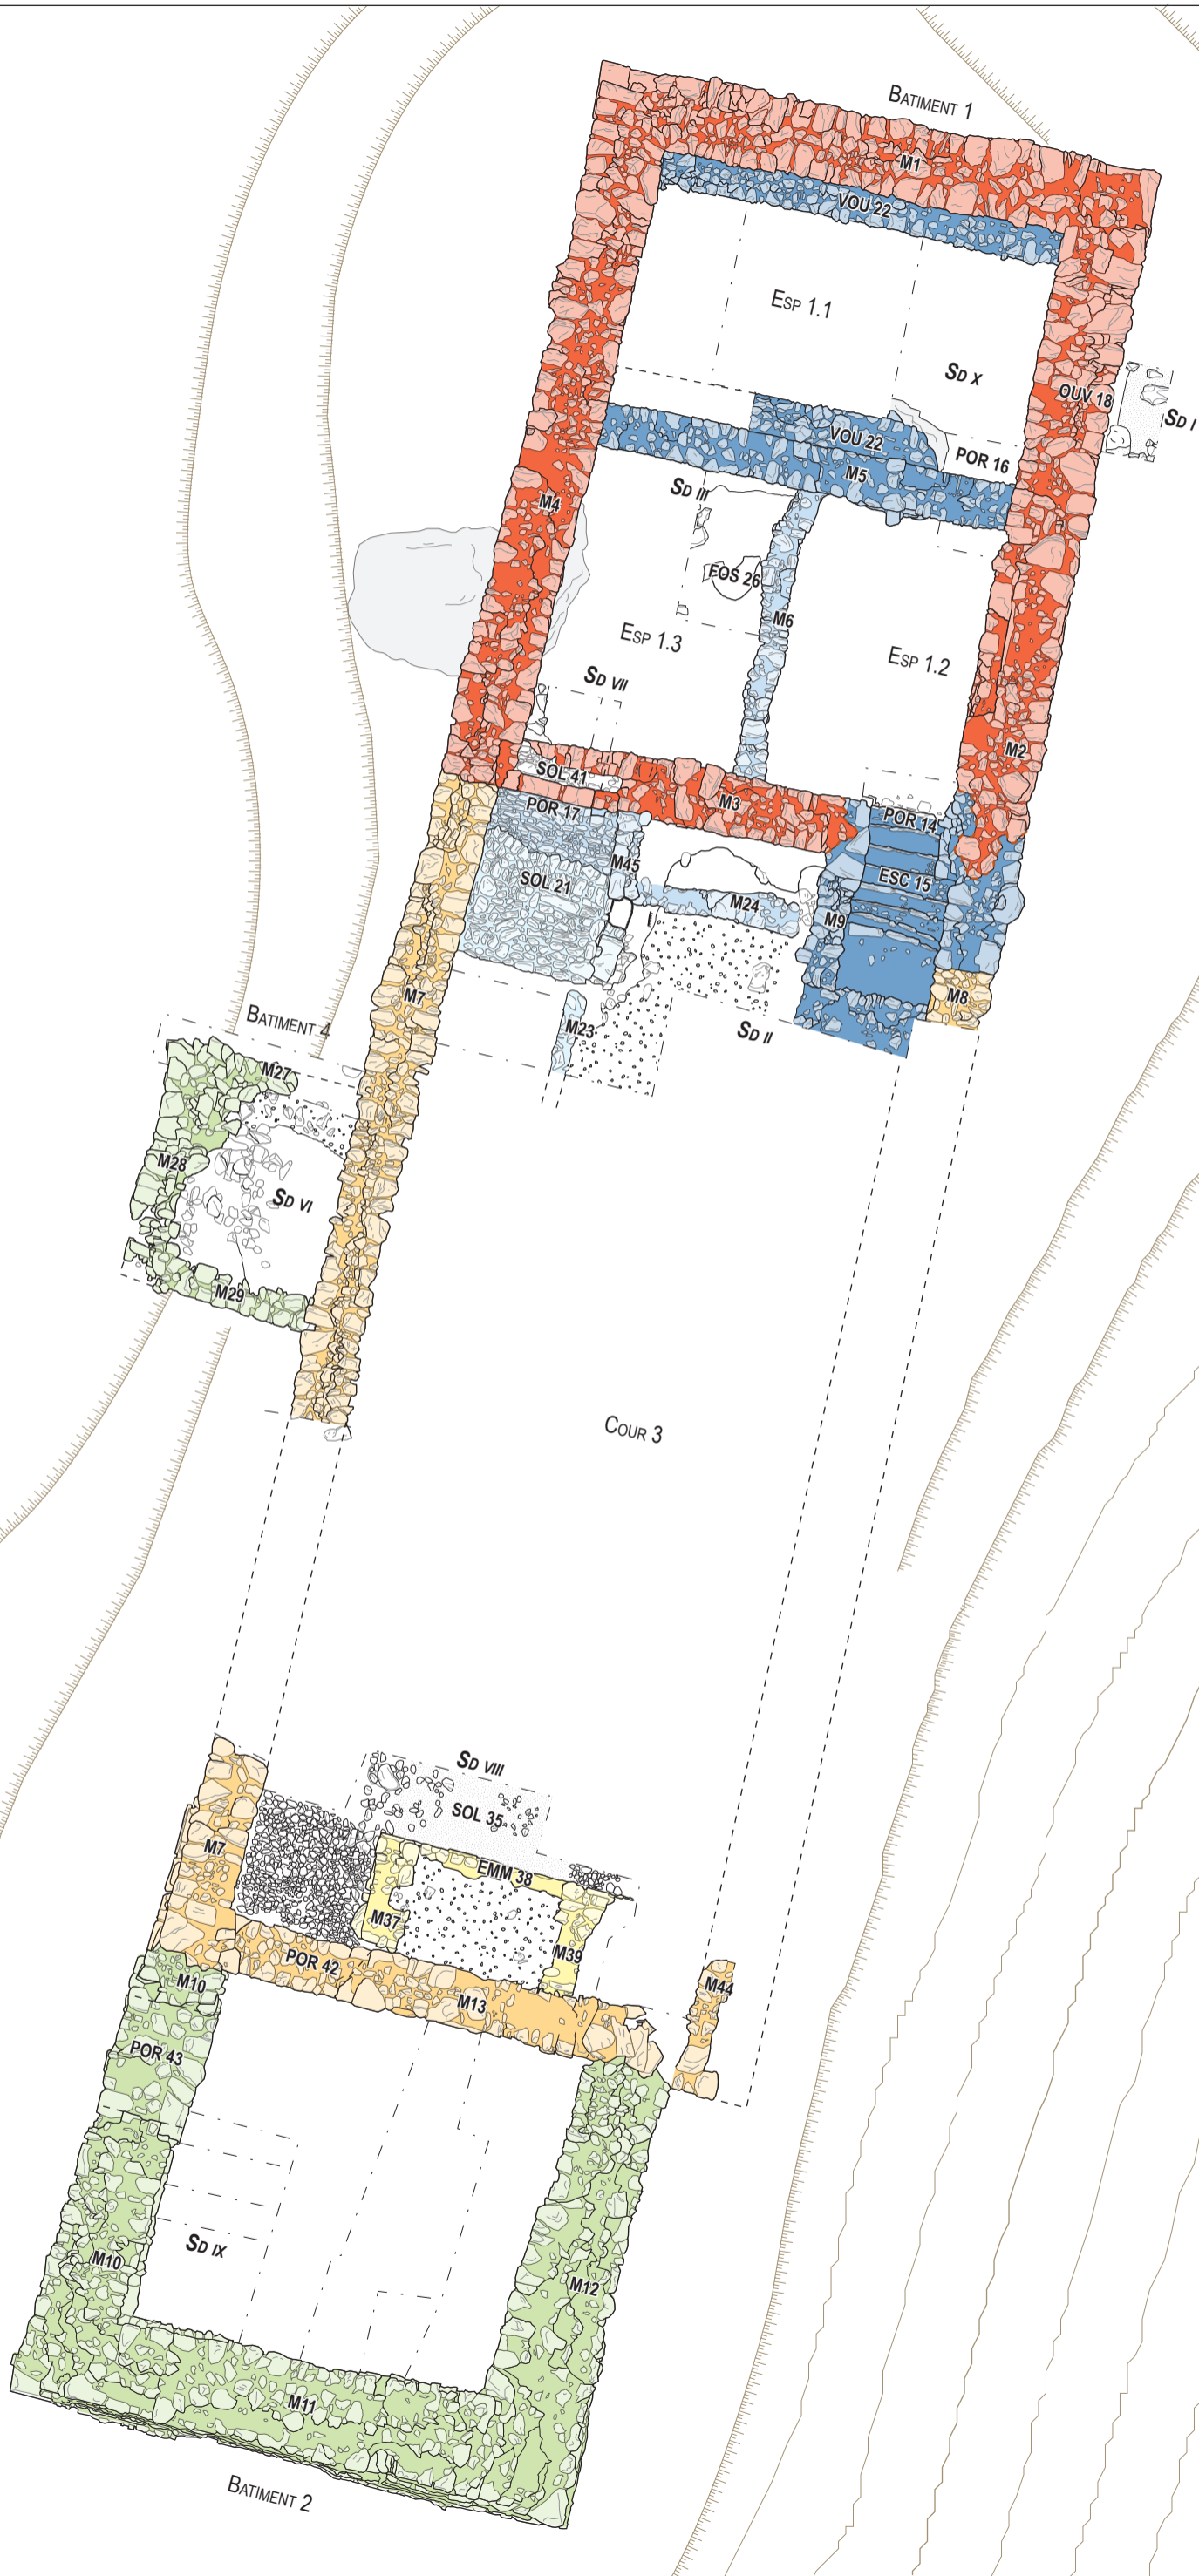 BATIMENT 1
M1
VOU 22
ESP 1.1
SD X
OUV 18
SD I
VOU 22
POR 16
M5
SD III
M4
FOS 26
M6
ESP 1.3
ESP 1.2
SD VII
M2
SOL 41
M3
POR 17
POR 14
M45
SOL 21
ESC 15
M24
M9
M7
M8
BATIMENT 4
M23
SD II
M27
M28
SD VI
M29
COUR 3
SD VIII
SOL 35
M7
EMM 38
M37
M39
POR 42
M10
M44
M13
POR 43
SD IX
M10
M12
M11
BATIMENT 2